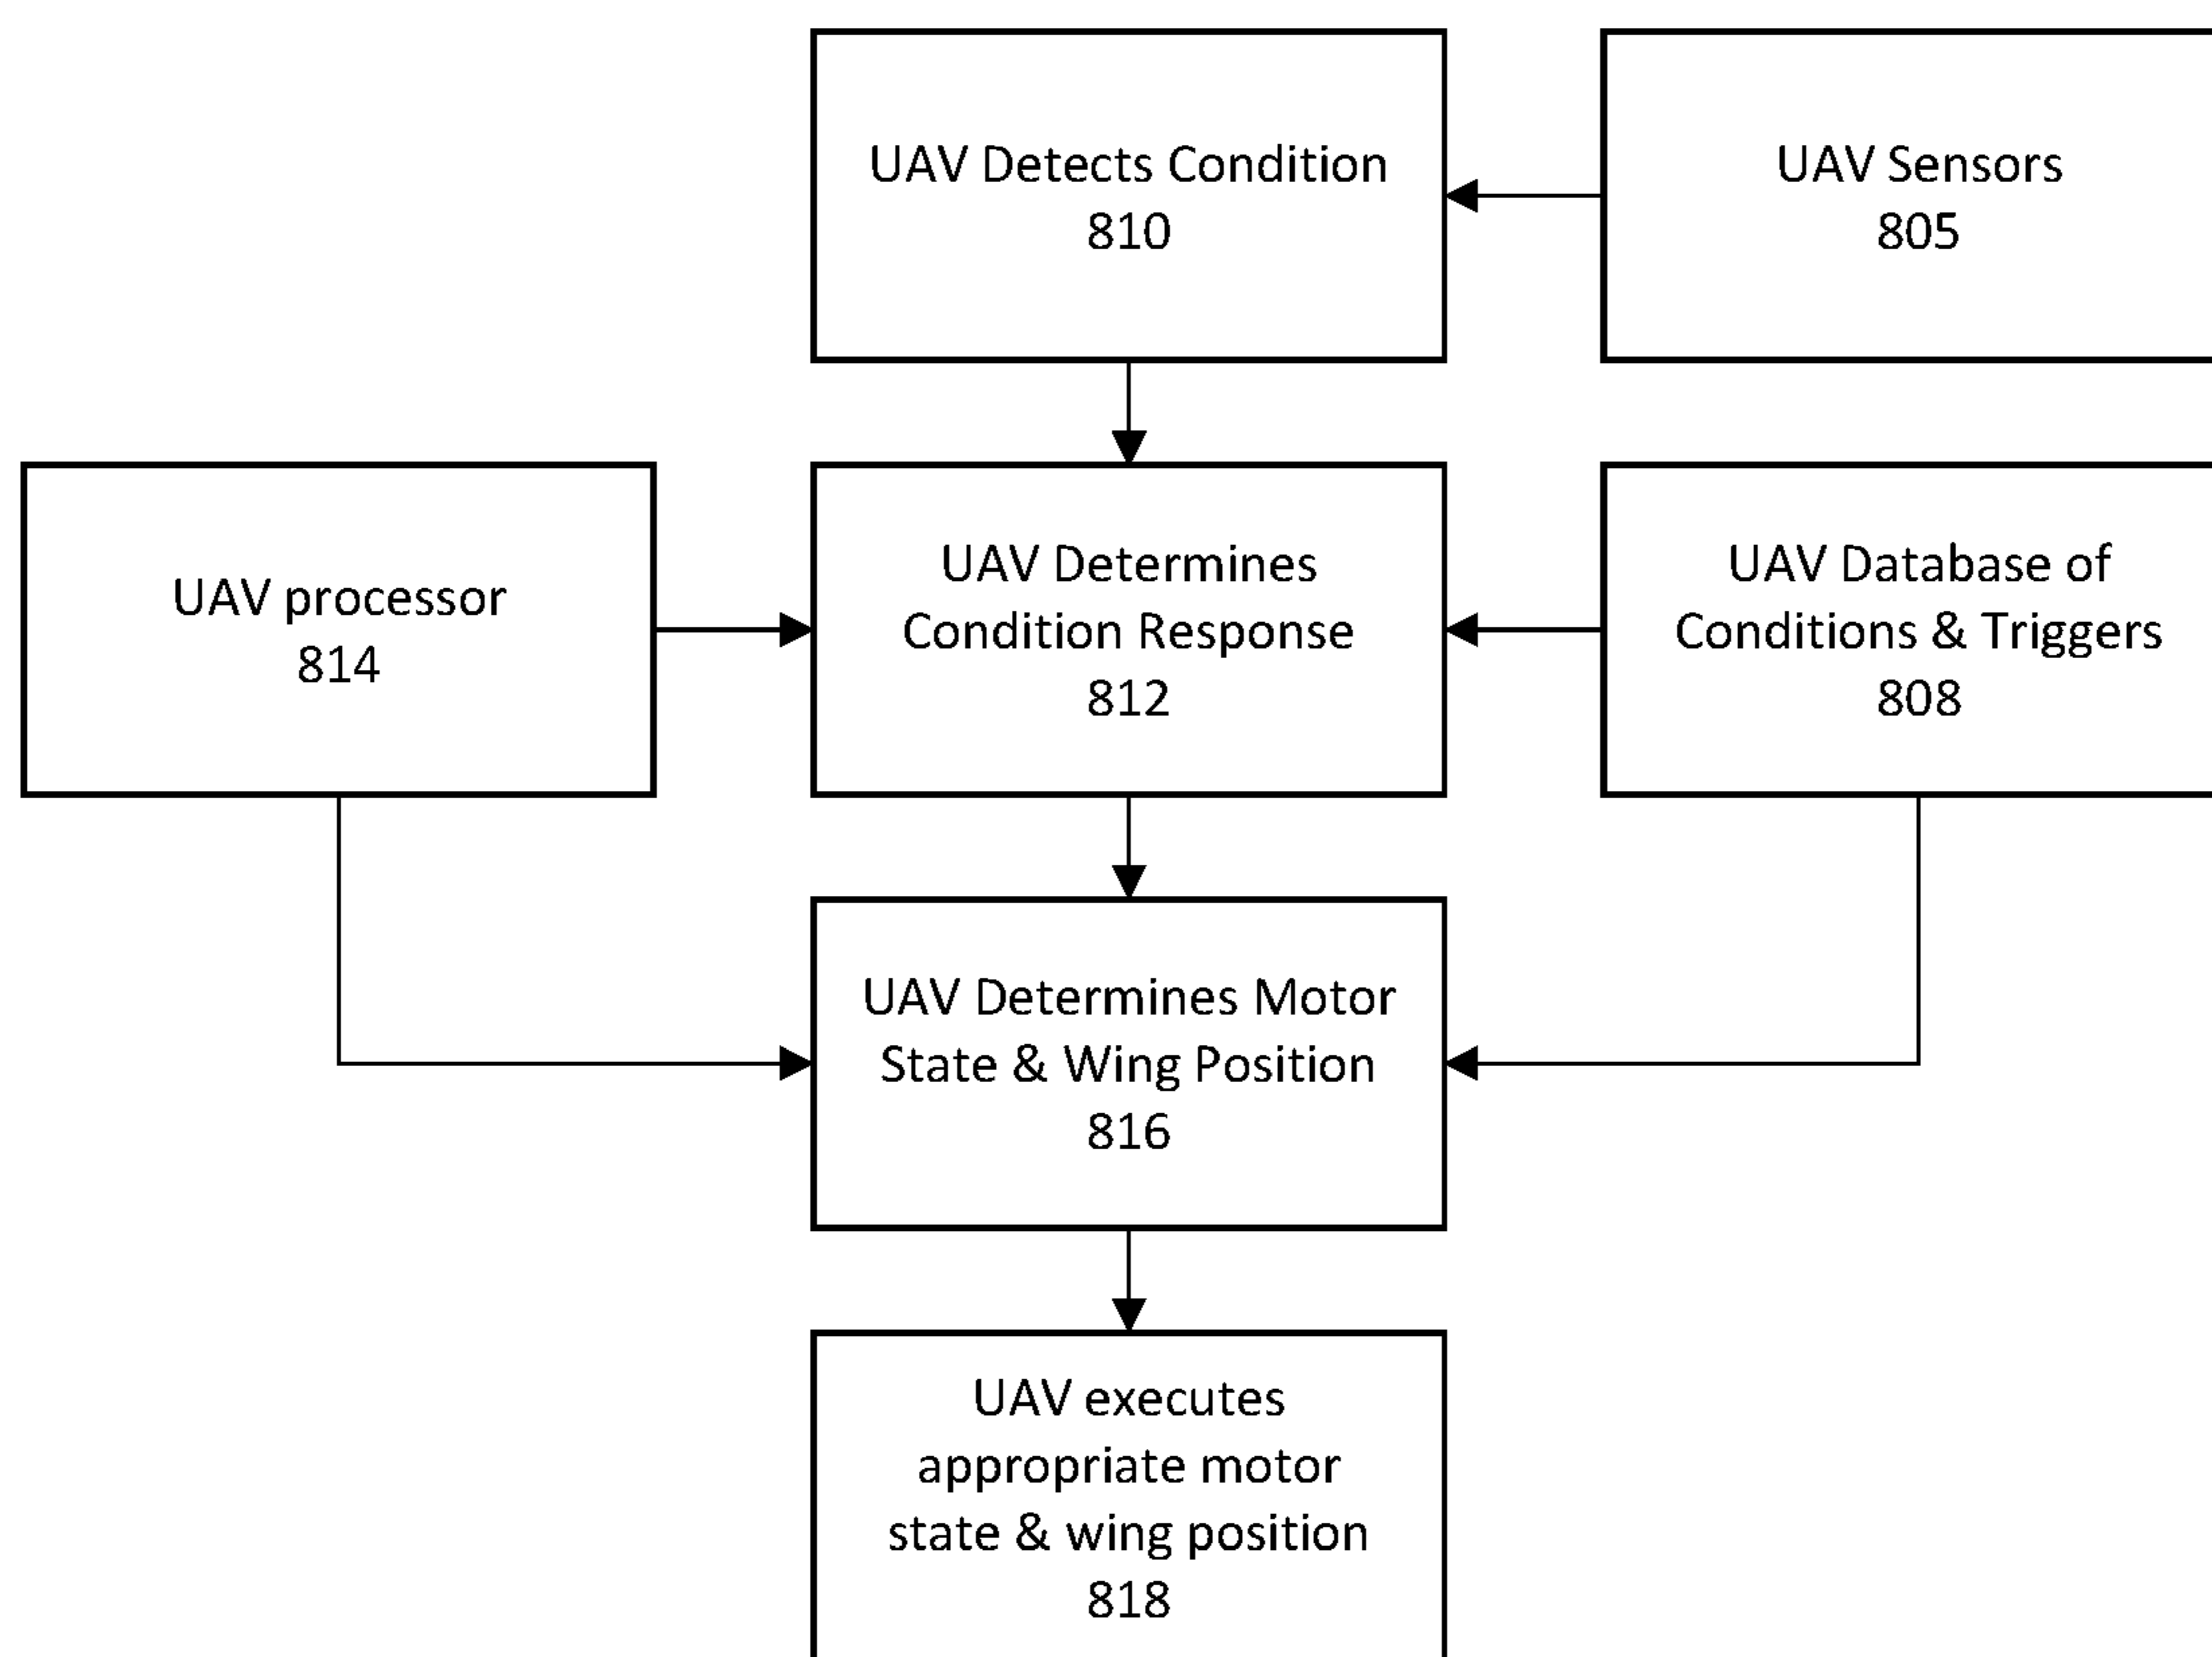 UAV Detects Condition
810
UAV Sensors
805
UAV processor
814
UAV Determines
Condition Response
812
UAV Database of
Conditions & Triggers
808
UAV Determines Motor
State & Wing Position
816
UAV executes
appropriate motor
state & wing position
818